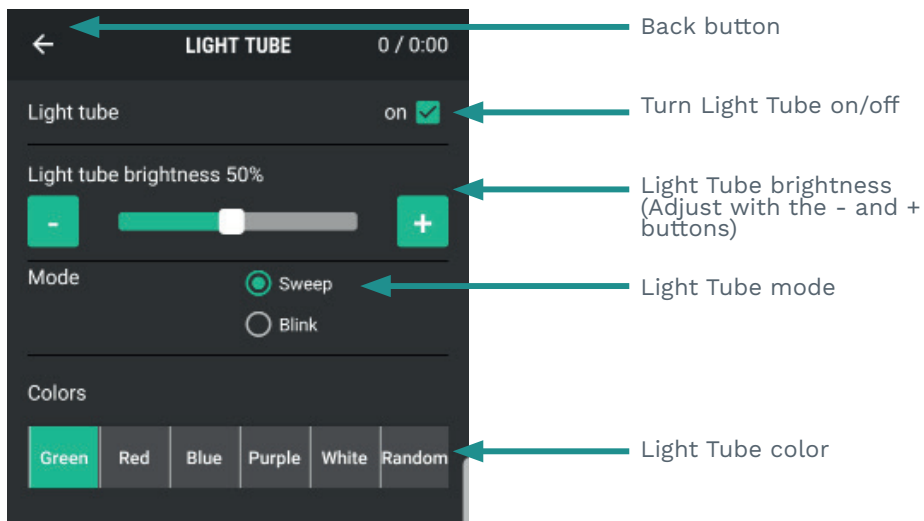 LIGHT TUBE 0 / 0:00
Back button
Light tube on
Turn Light Tube on/off
Light tube brightness 50%
- +
Light Tube brightness
(Adjust with the - and +
buttons)
Mode
Sweep
Blink
Light Tube mode
Colors
Green Red Blue Purple White Random
Light Tube color